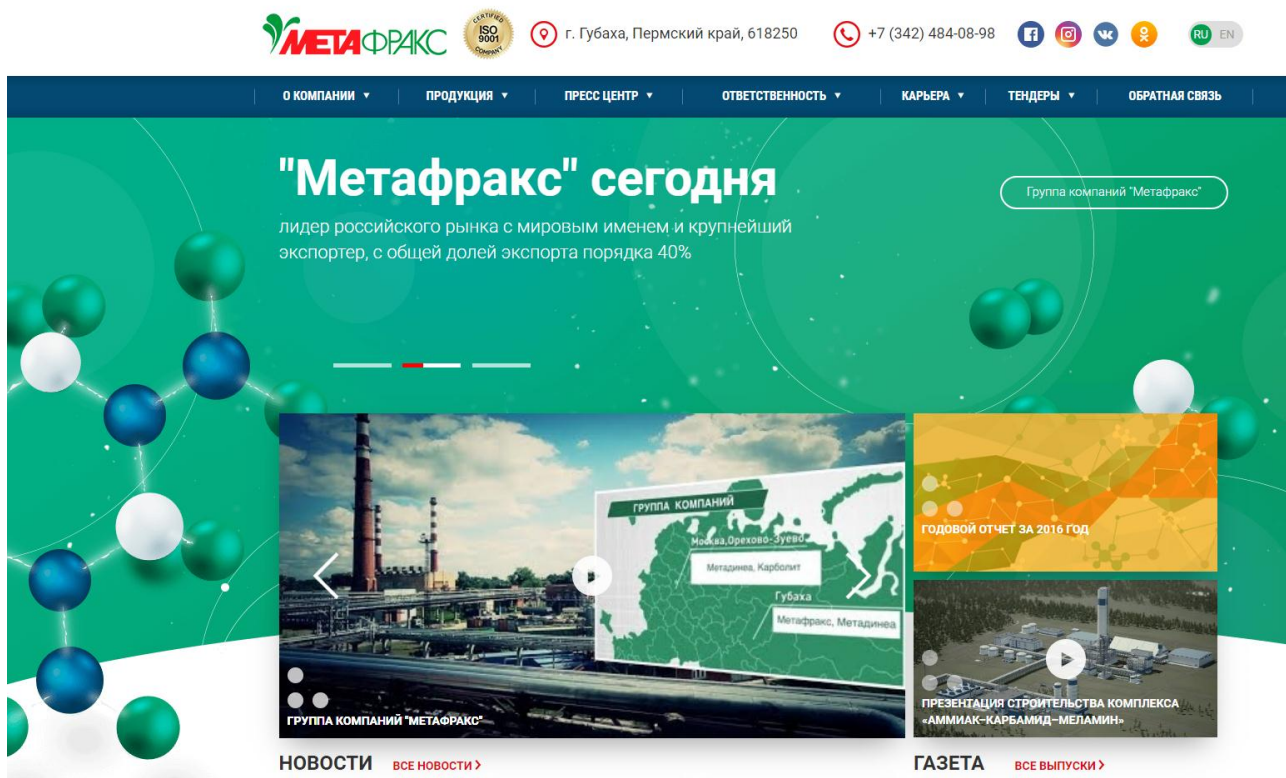 МЕТАФРАКС
CERTIFIED
ISO
9001
COMPANY
г. Губаха, Пермский край, 618250
+7 (342) 484-08-98
RU EN
О КОМПАНИИ
ПРОДУКЦИЯ
ПРЕСС ЦЕНТР
ОТВЕТСТВЕННОСТЬ
КАРЬЕРА
ТЕНДЕРЫ
ОБРАТНАЯ СВЯЗЬ
"Метафракс" сегодня
лидер российского рынка с мировым именем и крупнейший
экспортер, с общей долей экспорта порядка 40%
Группа компаний "Метафракс"
ГРУППА КОМПАНИЙ
Москва,Орехово-Зуево
Метадинеа, Карболит
Губаха
Метафракс, Метадинеа
ГРУППА КОМПАНИЙ "МЕТАФРАКС"
ГОДОВОЙ ОТЧЕТ ЗА 2016 ГОД
ПРЕЗЕНТАЦИЯ СТРОИТЕЛЬСТВА КОМПЛЕКСА
«АММИАК–КАРБАМИД–МЕЛАМИН»
НОВОСТИ ВСЕ НОВОСТИ >
ГАЗЕТА ВСЕ ВЫПУСКИ >